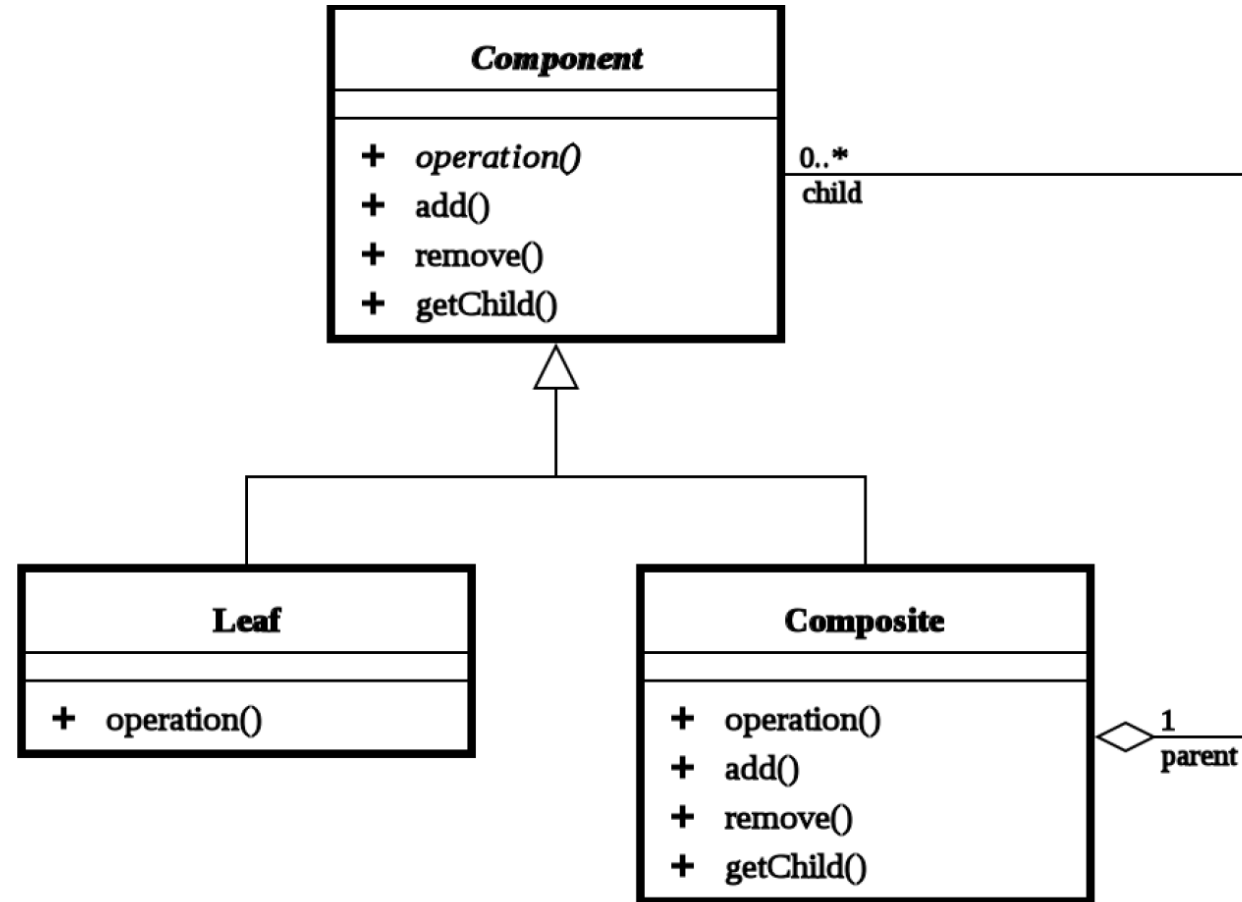 Component
+ operation()
+ add()
+ remove()
+ getChild()
0..*
child
Leaf
+ operation()
Composite
+ operation()
+ add()
+ remove()
+ getChild()
1
parent